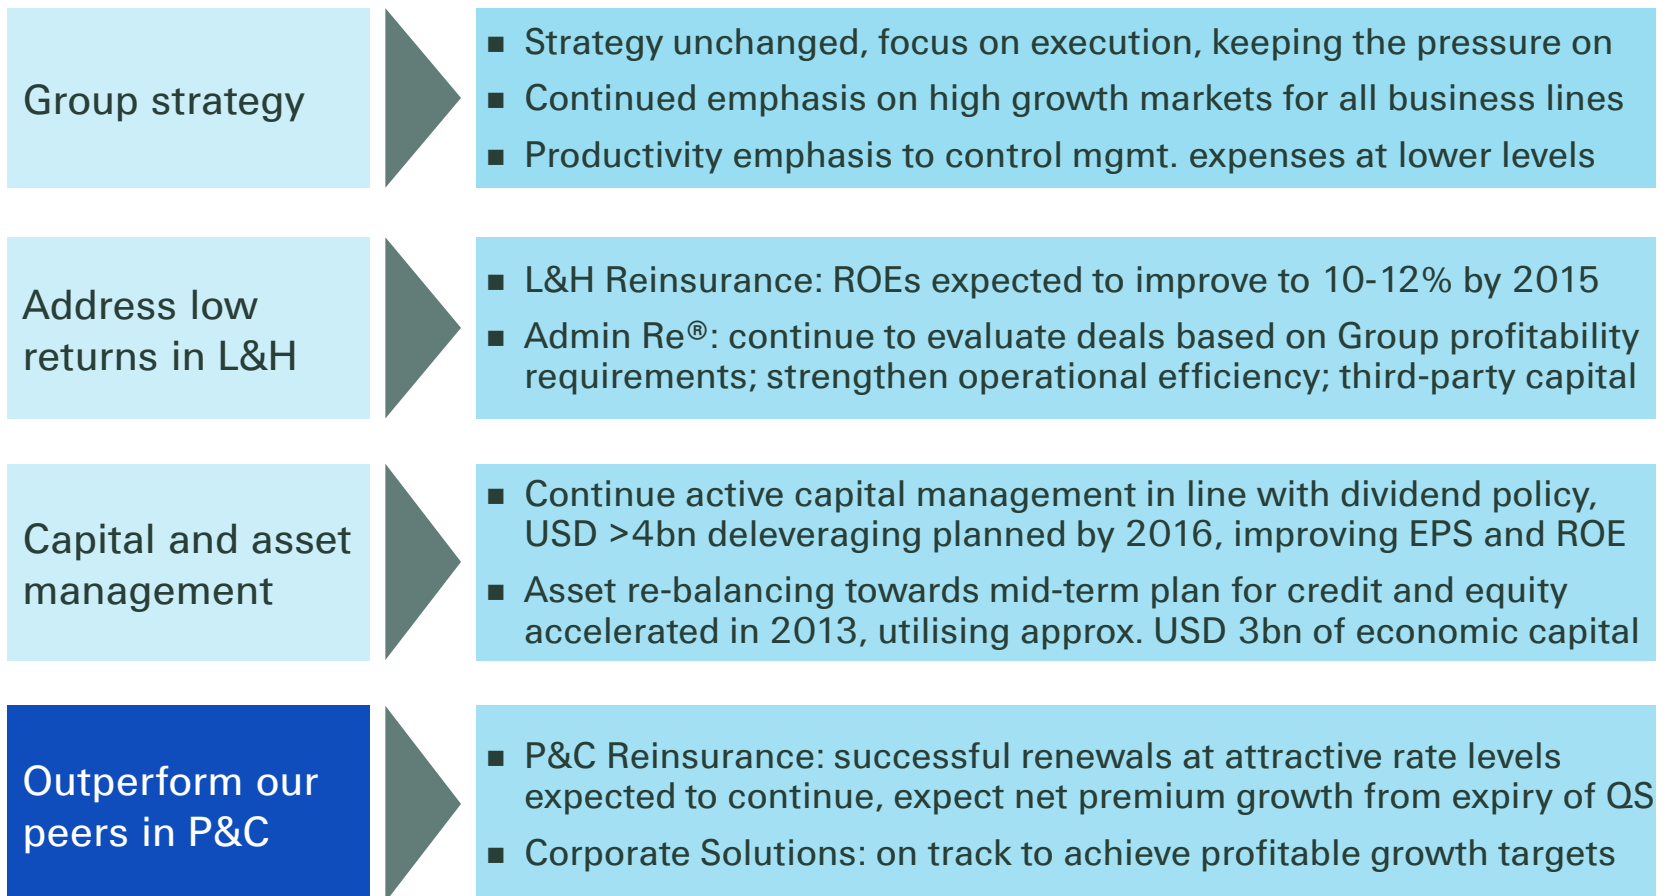 Group strategy
■ Strategy unchanged, focus on execution, keeping the pressure on
■ Continued emphasis on high growth markets for all business lines
■ Productivity emphasis to control mgmt. expenses at lower levels
Address low
returns in L&H
■ L&H Reinsurance: ROEs expected to improve to 10-12% by 2015
■ Admin Re®: continue to evaluate deals based on Group profitability
requirements; strengthen operational efficiency; third-party capital
Capital and asset
management
■ Continue active capital management in line with dividend policy,
USD >4bn deleveraging planned by 2016, improving EPS and ROE
■ Asset re-balancing towards mid-term plan for credit and equity
accelerated in 2013, utilising approx. USD 3bn of economic capital
Outperform our
peers in P&C
■ P&C Reinsurance: successful renewals at attractive rate levels
expected to continue, expect net premium growth from expiry of QS
■ Corporate Solutions: on track to achieve profitable growth targets